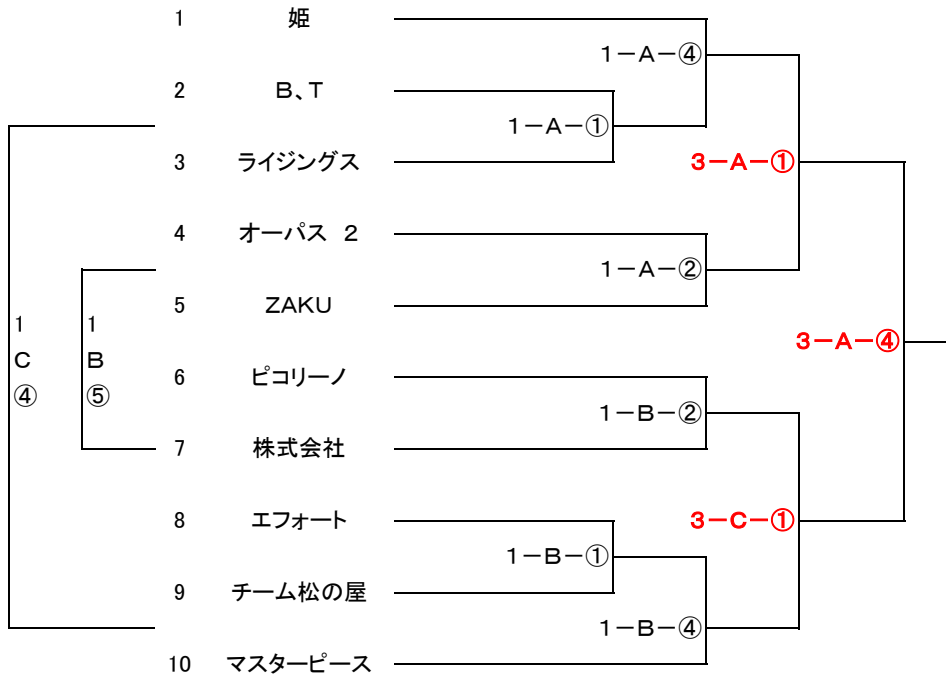 1 姫
1－A－④
2 B、T
1－A－①
3 ライジングス
3－A－①
4 オーパス 2
1－A－②
5 ZAKU
1
C
④
1
B
⑤
3－A－④
6 ピコリーノ
1－B－②
7 株式会社
8 エフォート
3－C－①
1－B－①
9 チーム松の屋
1－B－④
10 マスターピース